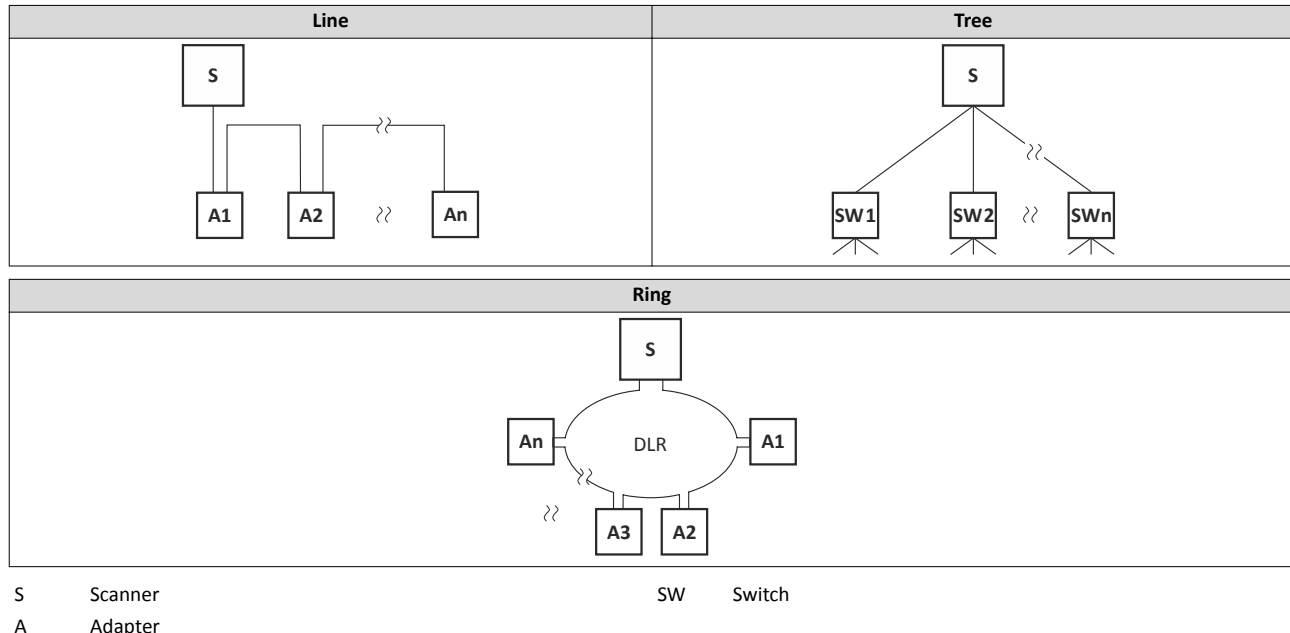 Line
Tree
S
S
A1 A2 An
SW1 SW2 SWn
Ring
S
An DLR A1
A3 A2
S Scanner SW Switch
A Adapter